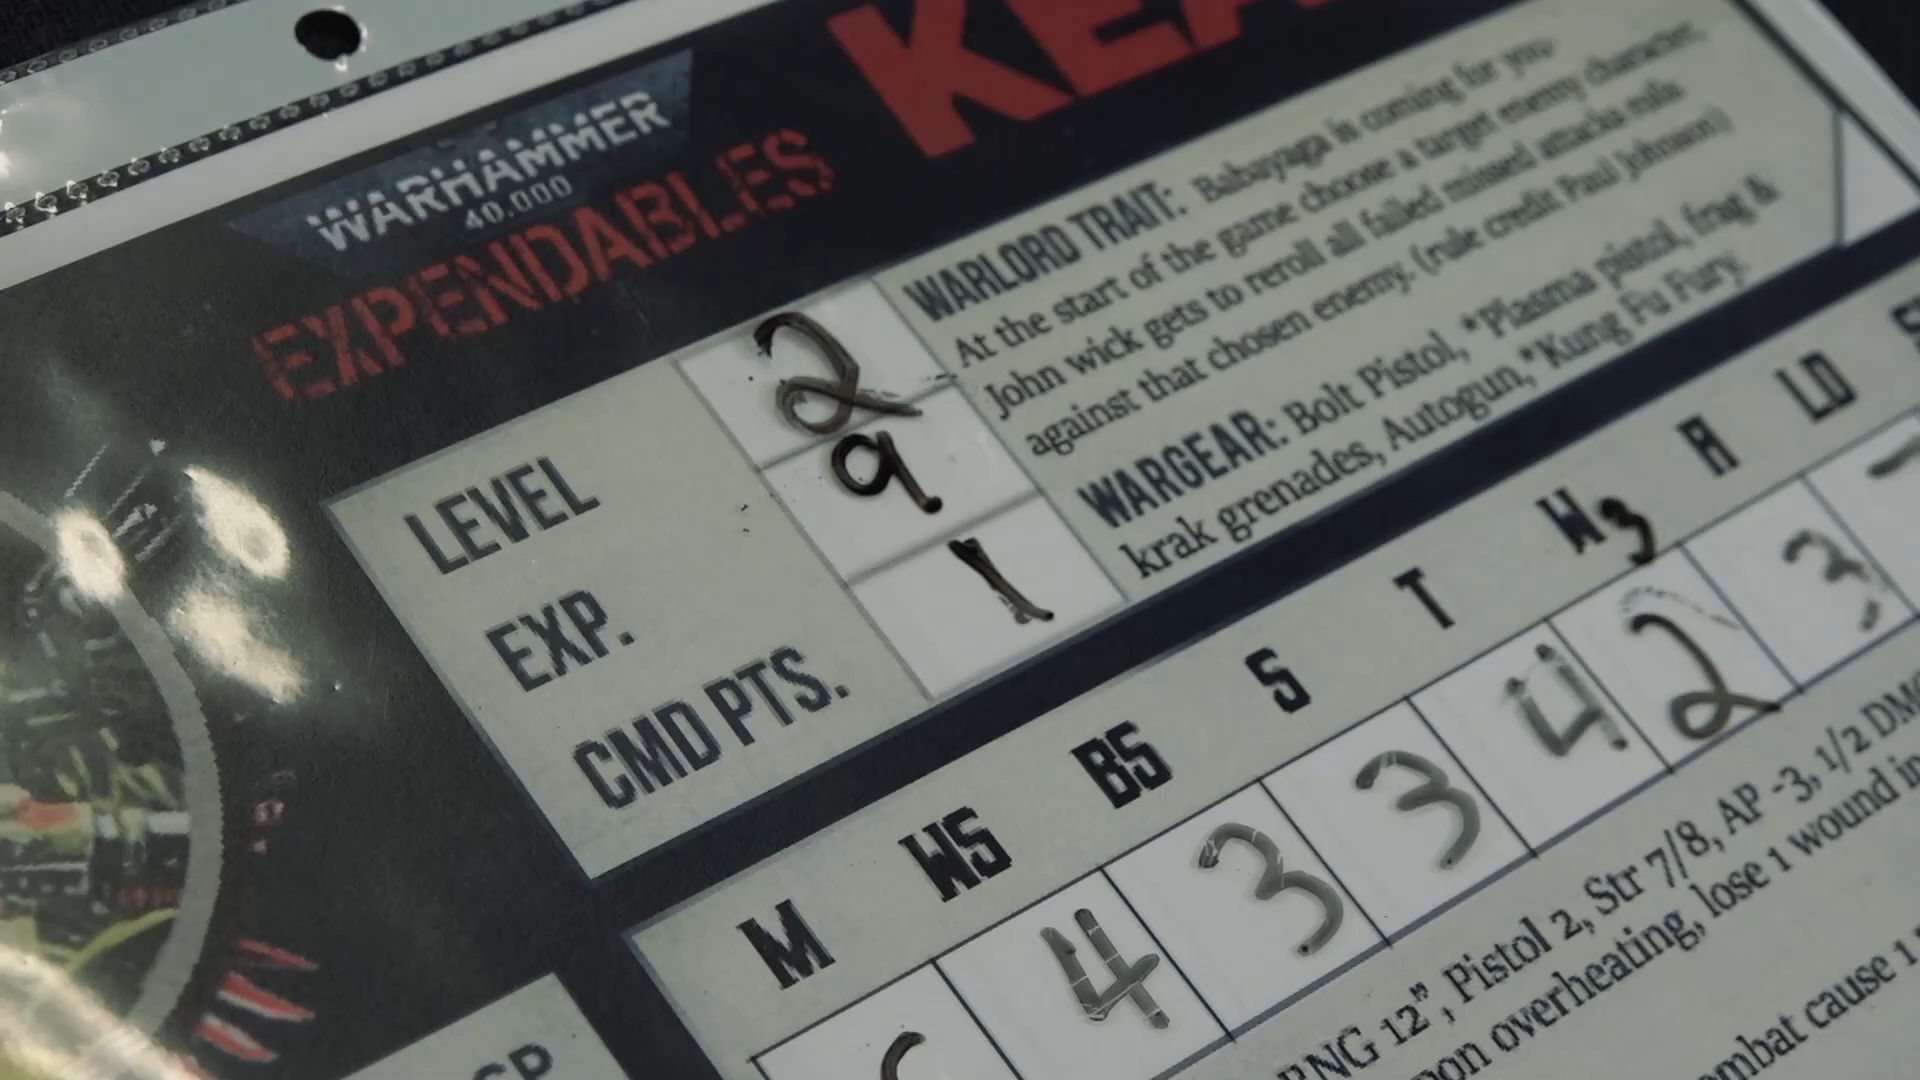 WARHAMMER
40,000
EXPENDABLES
WARLORD TRAIT: Babayaga is coming for you-
At the start of the game choose a target enemy character,
John wick gets to reroll all failed missed attacks rolls
against that chosen enemy. (rule credit Paul Johnson)
WARGEAR: Bolt Pistol, *Plasma pistol, frag &
krak grenades, Autogun, *Kung Fu Fury.
LEVEL 2
EXP. 9
CMD PTS. 1
M WS BS S T W 3 A LD
4 3 3 4 2 3
RNG 12", Pistol 2, Str 7/8, AP -3, 1/2 DMG
overheating, lose 1 wound in
cause 1